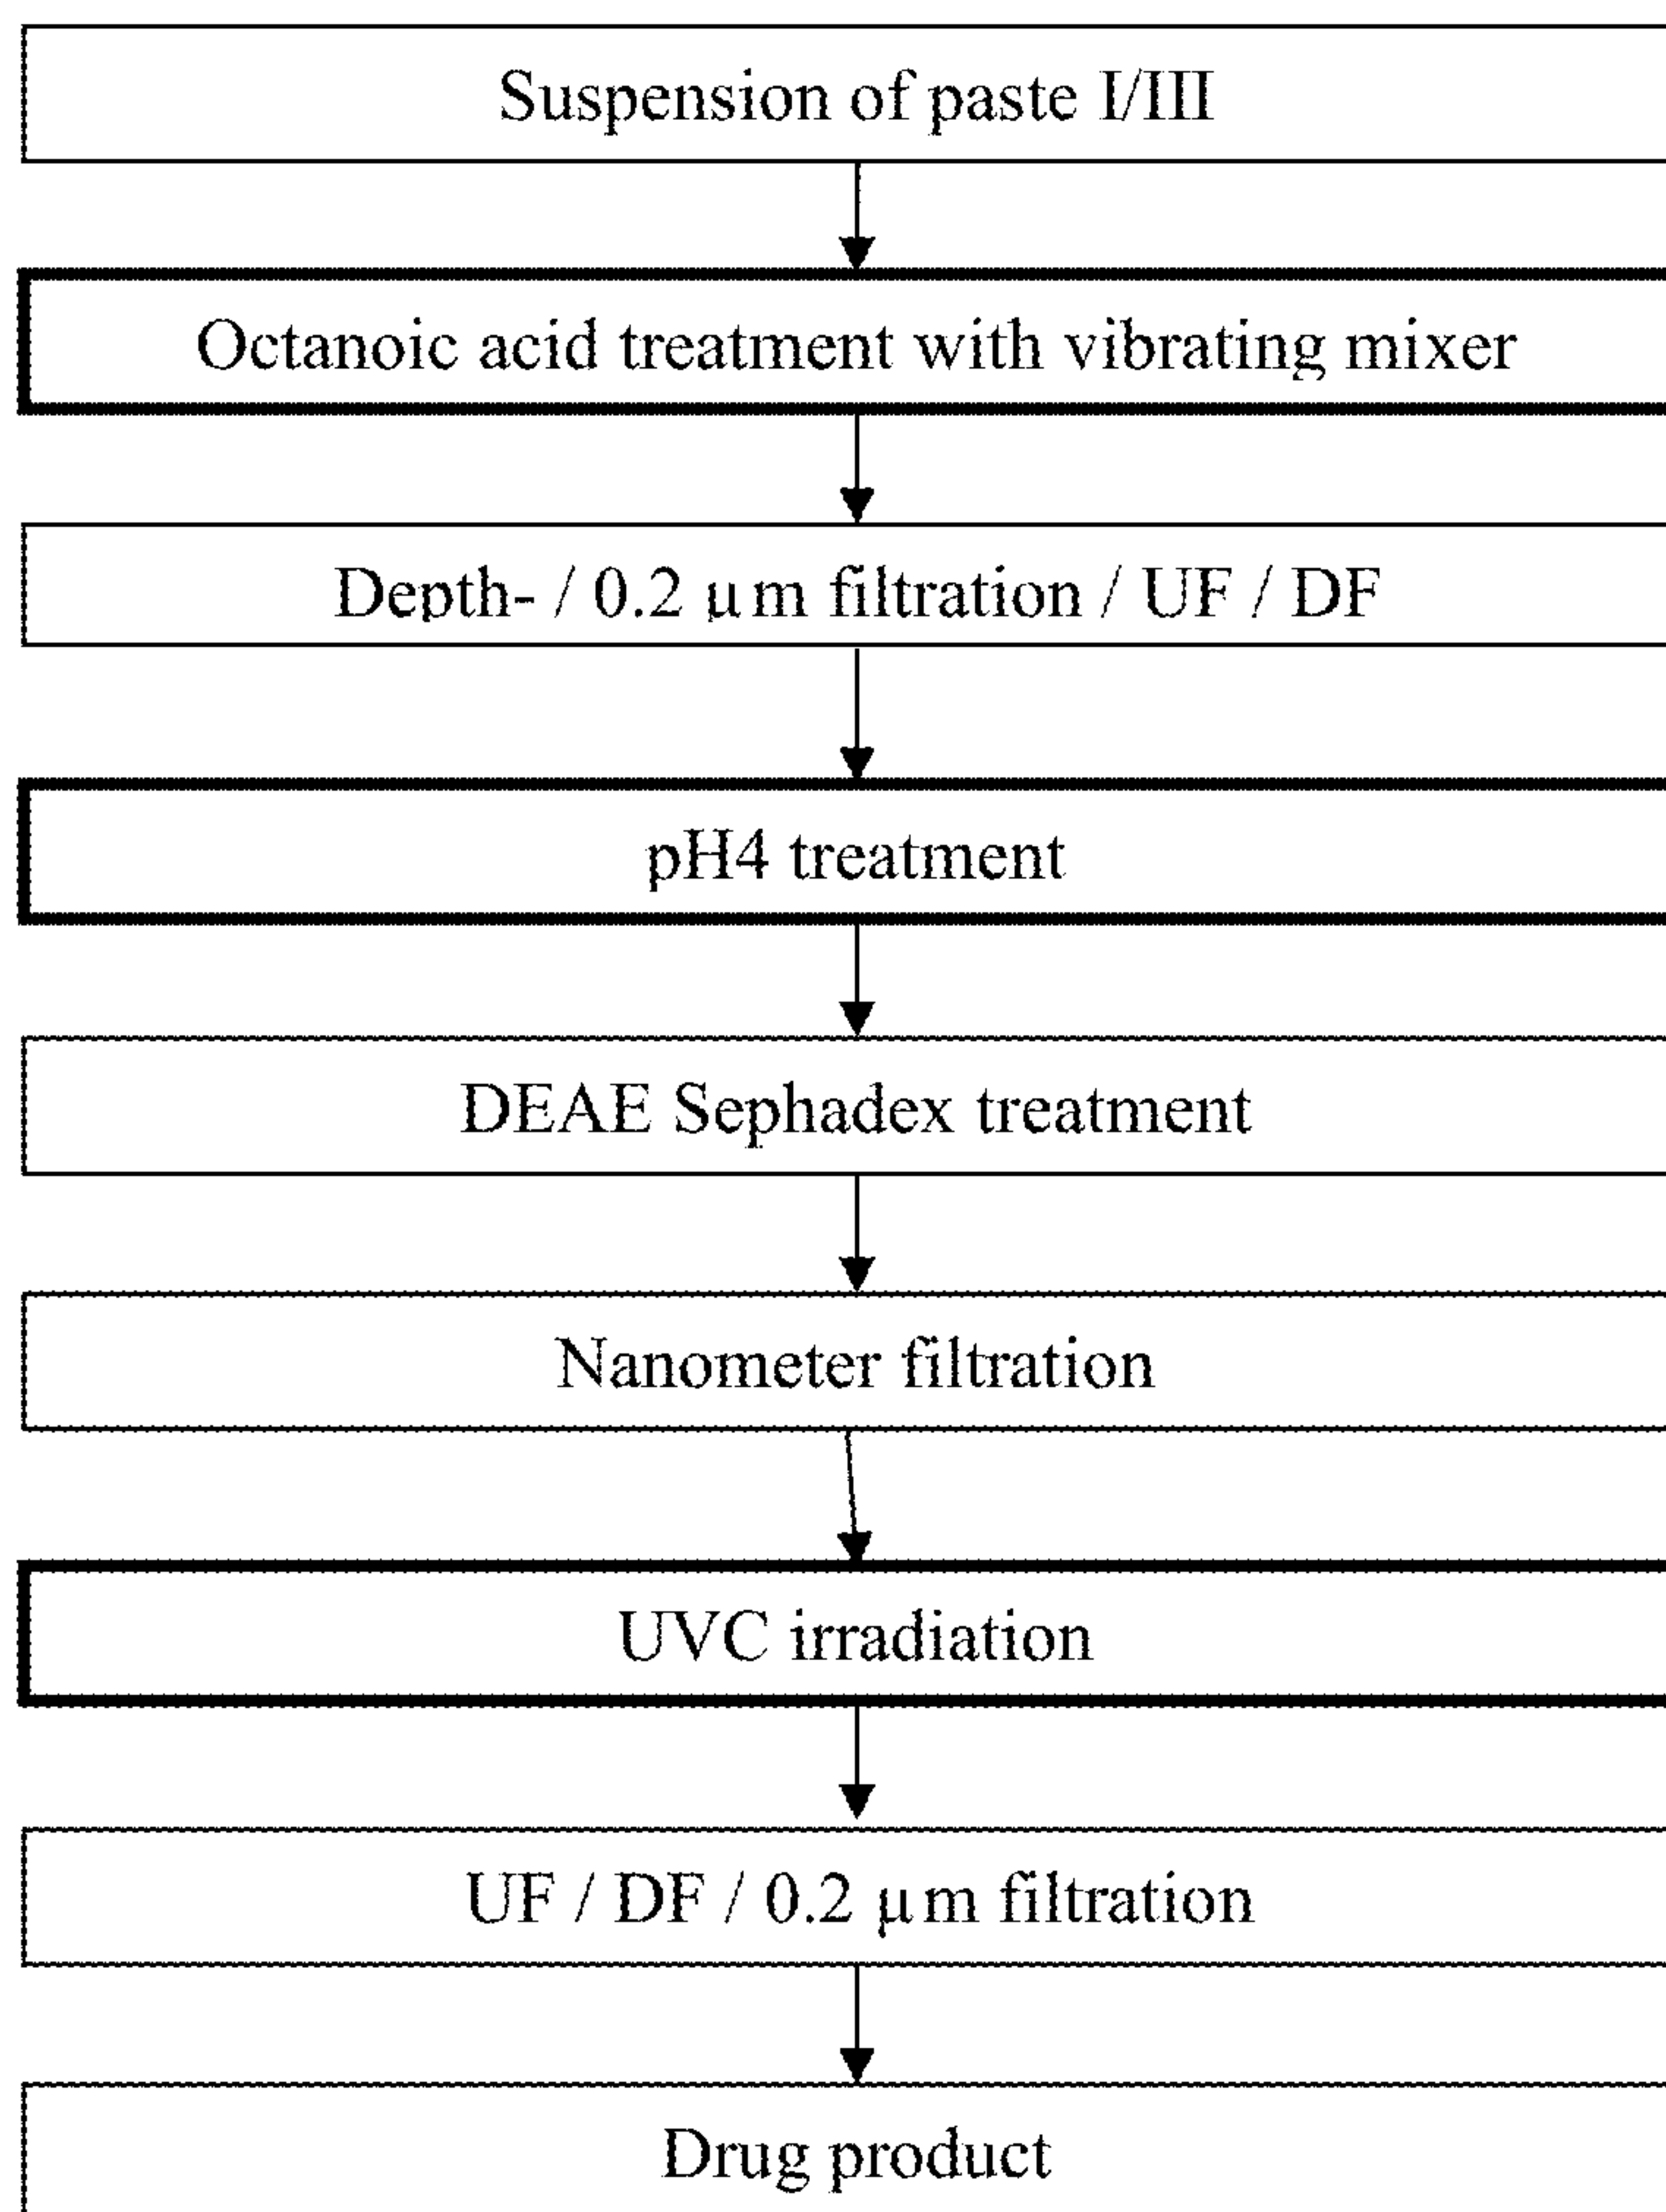 Suspension of paste I/III
Octanoic acid treatment with vibrating mixer
Depth- / 0.2 μm filtration / UF / DF
pH4 treatment
DEAE Sephadex treatment
Nanometer filtration
UVC irradiation
UF / DF / 0.2 μm filtration
Drug product